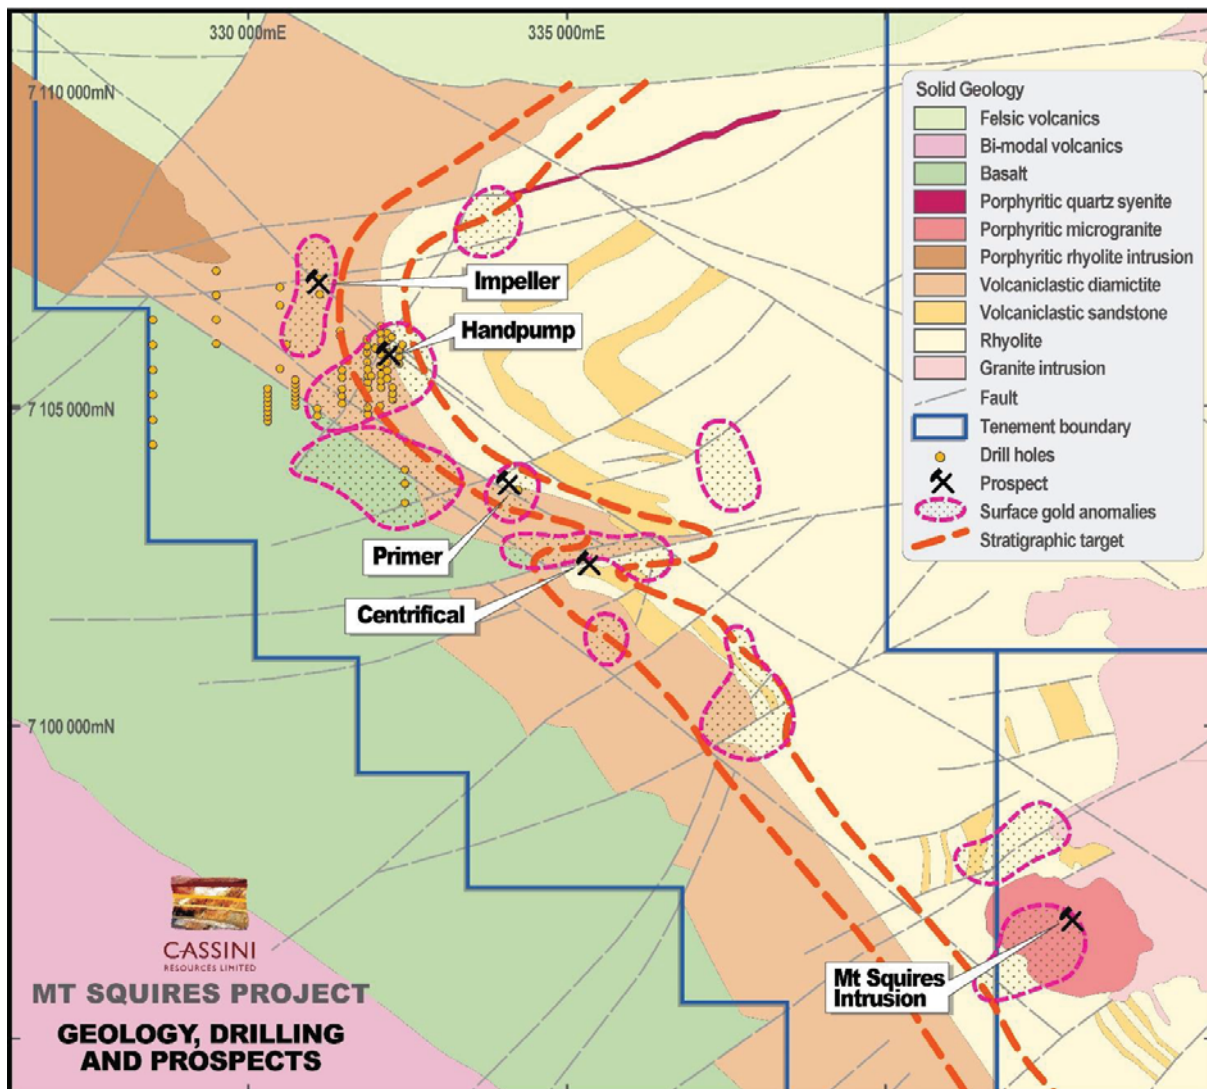 330 000mE
335 000mE
7 110 000mN
7 105 000mN
7 100 000mN
Solid Geology
Felsic volcanics
Bi-modal volcanics
Basalt
Porphyritic quartz syenite
Porphyritic microgranite
Porphyritic rhyolite intrusion
Volcaniclastic diamictite
Volcaniclastic sandstone
Rhyolite
Granite intrusion
Fault
Tenement boundary
Drill holes
Prospect
Surface gold anomalies
Stratigraphic target
Impeller
Handpump
Primer
Centrifical
Mt Squires
Intrusion
CASSINI
RESOURCES LIMITED
MT SQUIRES PROJECT
GEOLOGY, DRILLING
AND PROSPECTS